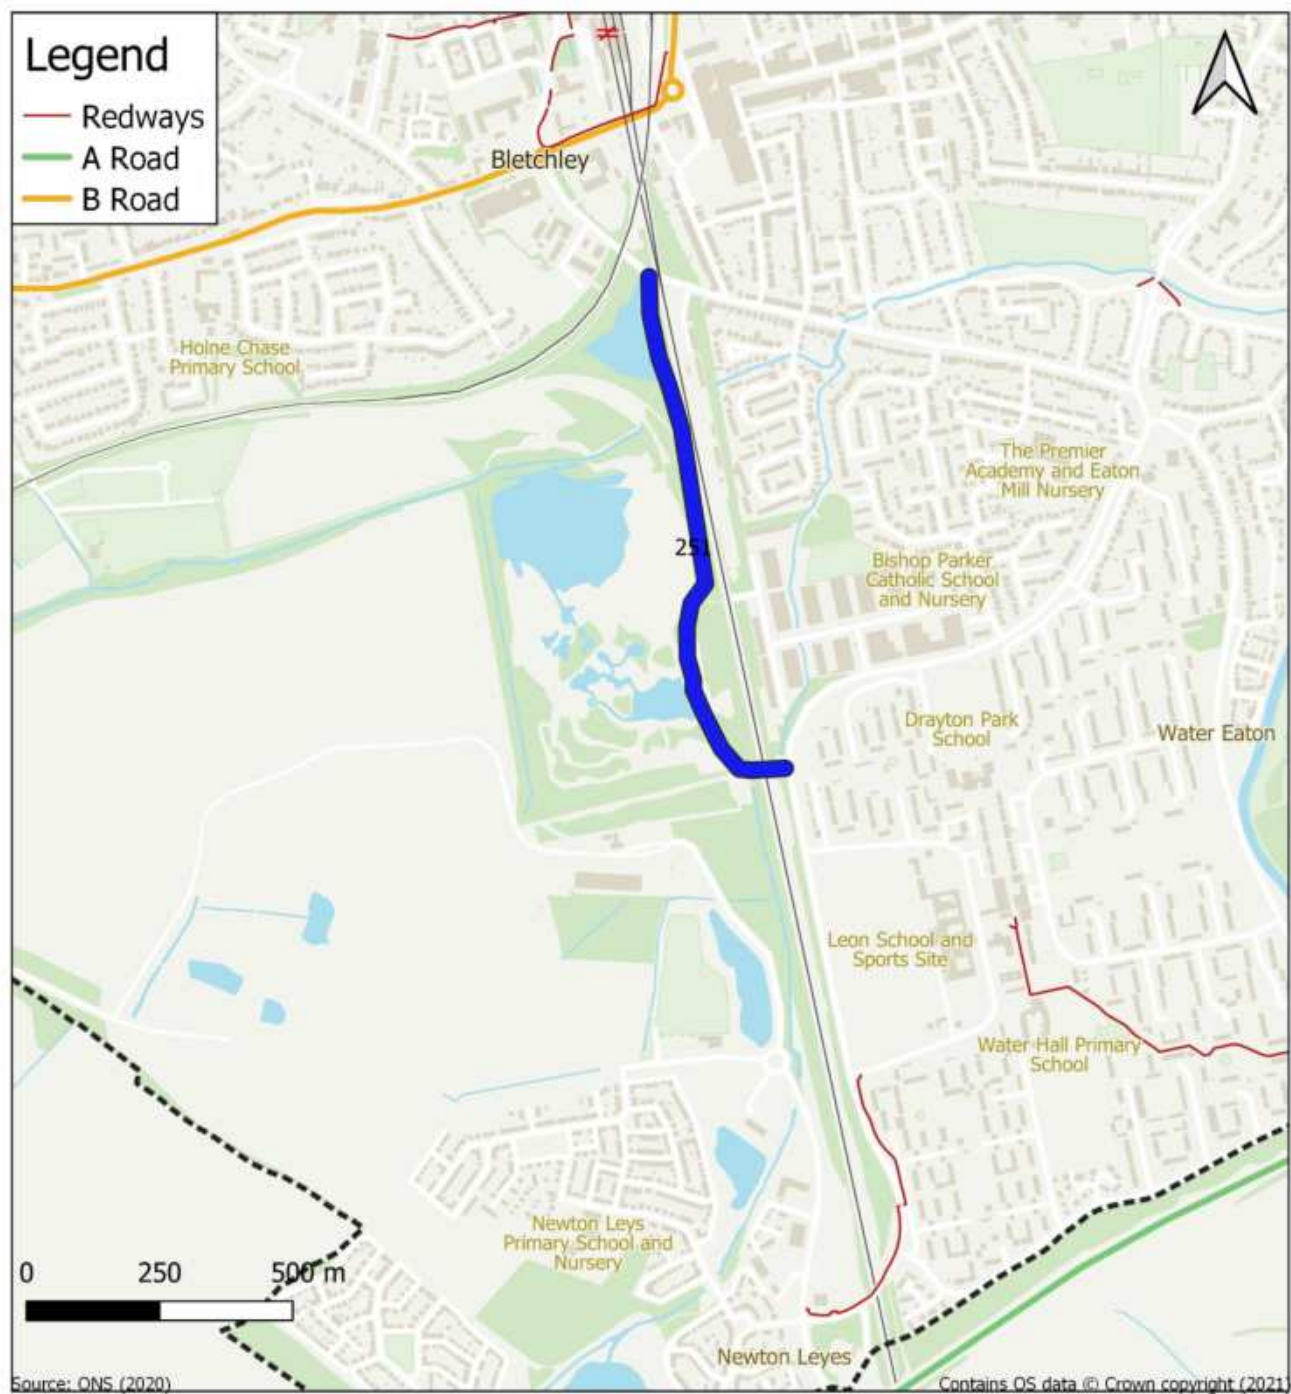 Legend
Redways
A Road
B Road
Bletchley
Holne Chase
Primary School
The Premier
Academy and Eaton
Mill Nursery
251
Bishop Parker
Catholic School
and Nursery
Drayton Park
School
Water Eaton
Leon School and
Sports Site
Water Hall Primary
School
Newton Leys
Primary School and
Nursery
0 250 500 m
Newton Leyes
Source: ONS (2020)
Contains OS data © Crown copyright (2021)